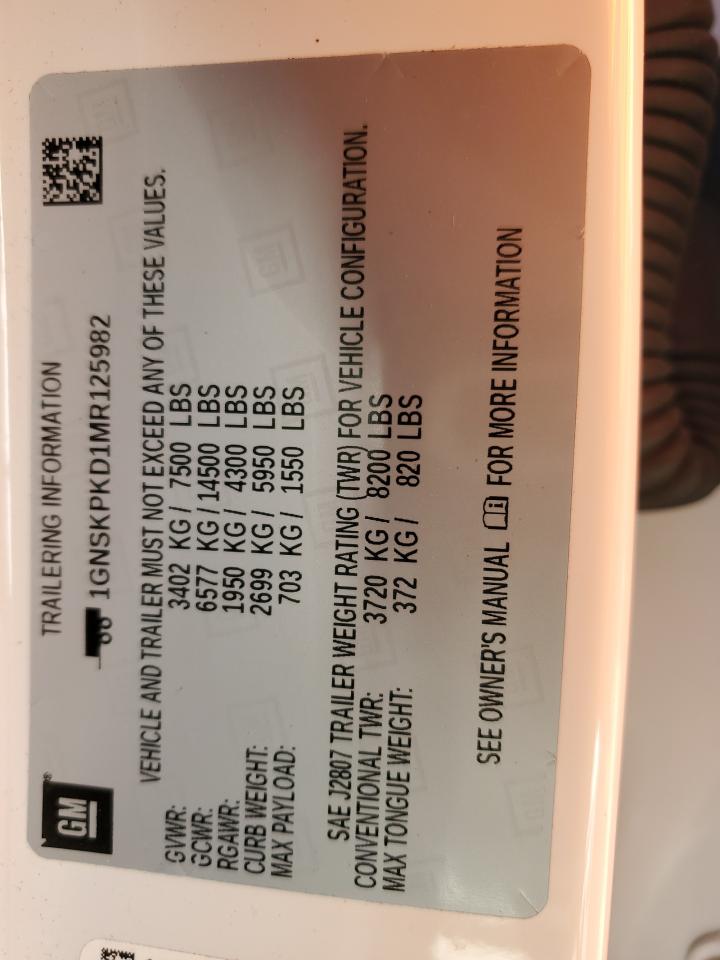 GM
TRAILERING INFORMATION
1GNSKPKD1MR125982
VEHICLE AND TRAILER MUST NOT EXCEED ANY OF THESE VALUES.
GVWR: 3402 KG / 7500 LBS
GCWR: 6577 KG / 14500 LBS
RGAWR: 1950 KG / 4300 LBS
CURB WEIGHT: 2699 KG / 5950 LBS
MAX PAYLOAD: 703 KG / 1550 LBS
SAE J2807 TRAILER WEIGHT RATING (TWR) FOR VEHICLE CONFIGURATION.
CONVENTIONAL TWR: 3720 KG / 8200 LBS
MAX TONGUE WEIGHT: 372 KG / 820 LBS
SEE OWNER'S MANUAL FOR MORE INFORMATION